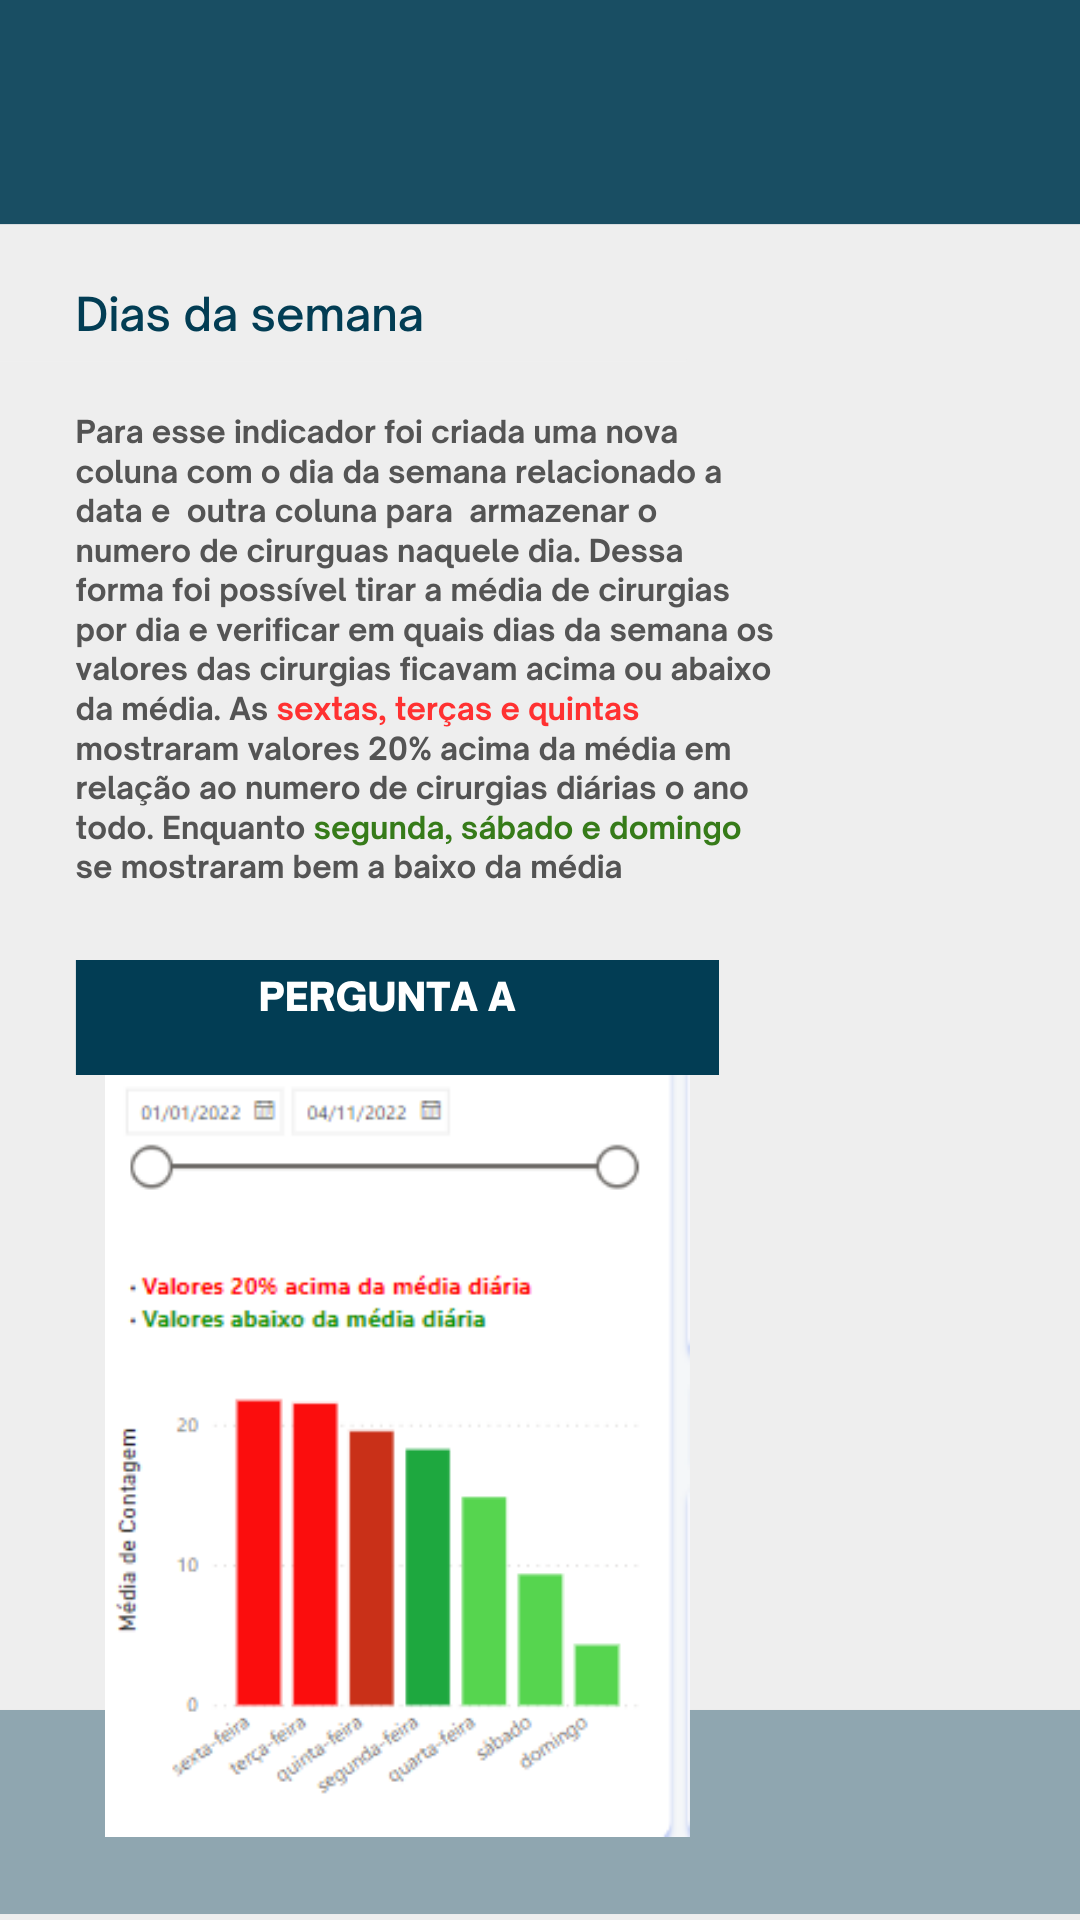 Dias da semana
Para esse indicador foi criada uma nova
coluna com o dia da semana relacionado a
data e  outra coluna para  armazenar o
numero de cirurguas naquele dia. Dessa
forma foi possível tirar a média de cirurgias
por dia e verificar em quais dias da semana os
valores das cirurgias ficavam acima ou abaixo
da média. As sextas, terças e quintas
mostraram valores 20% acima da média em
relação ao numero de cirurgias diárias o ano
todo. Enquanto segunda, sábado e domingo
se mostraram bem a baixo da média
PERGUNTA A
01/01/2022 04/11/2022
· Valores 20% acima da média diária
· Valores abaixo da média diária
Média de Contagem
20
10
0
sexta-feira
terça-feira
quinta-feira
segunda-feira
quarta-feira
sábado
domingo